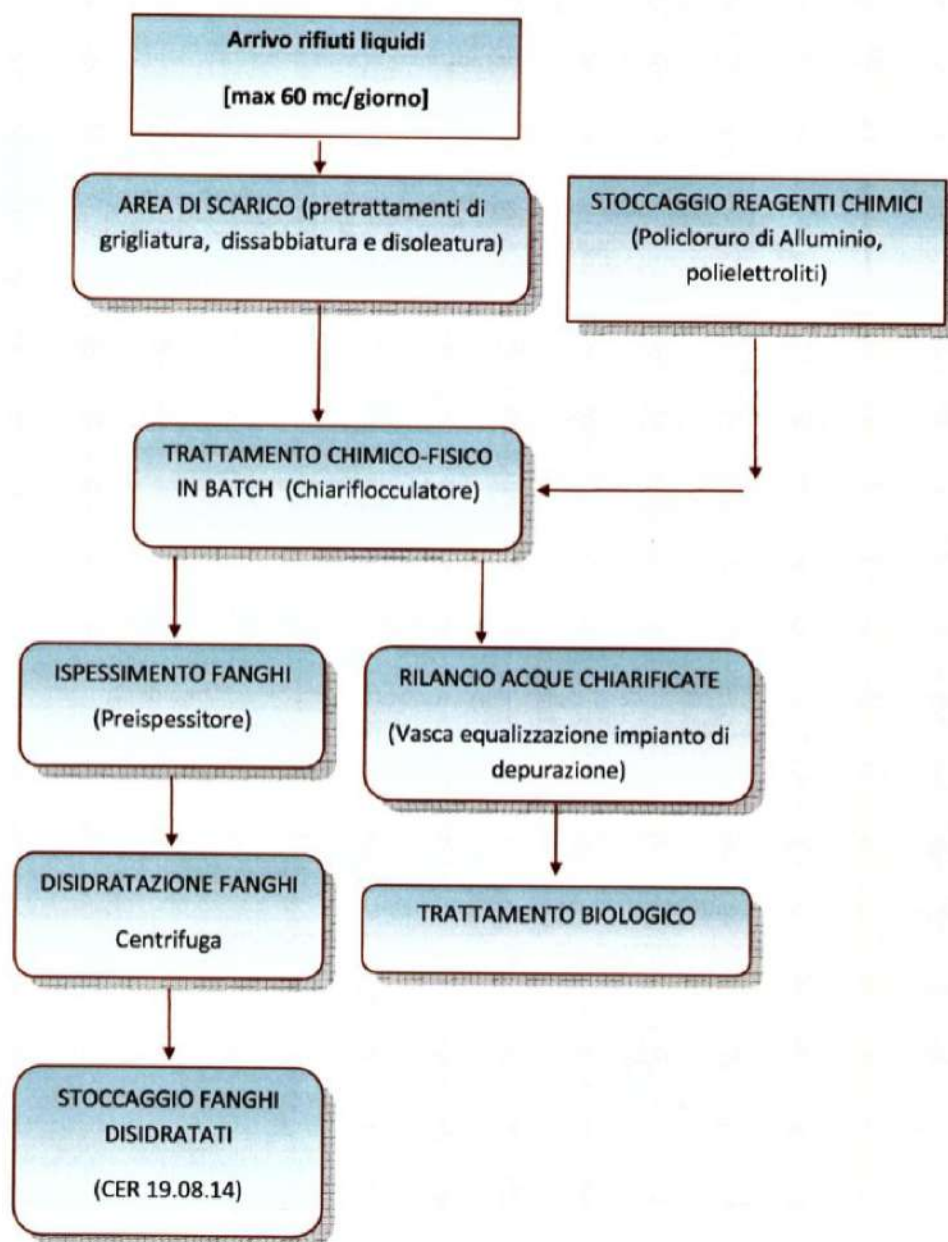 Arrivo rifiuti liquidi
[max 60 mc/giorno]
AREA DI SCARICO (pretrattamenti di
grigliatura, dissabbiatura e disoleatura)
STOCCAGGIO REAGENTI CHIMICI
(Policloruro di Alluminio,
polielettroliti)
TRATTAMENTO CHIMICO-FISICO
IN BATCH (Chiariflocculatore)
ISPESSIMENTO FANGHI
(Preispessitore)
RILANCIO ACQUE CHIARIFICATE
(Vasca equalizzazione impianto di
depurazione)
DISIDRATAZIONE FANGHI
Centrifuga
TRATTAMENTO BIOLOGICO
STOCCAGGIO FANGHI
DISIDRATATI
(CER 19.08.14)